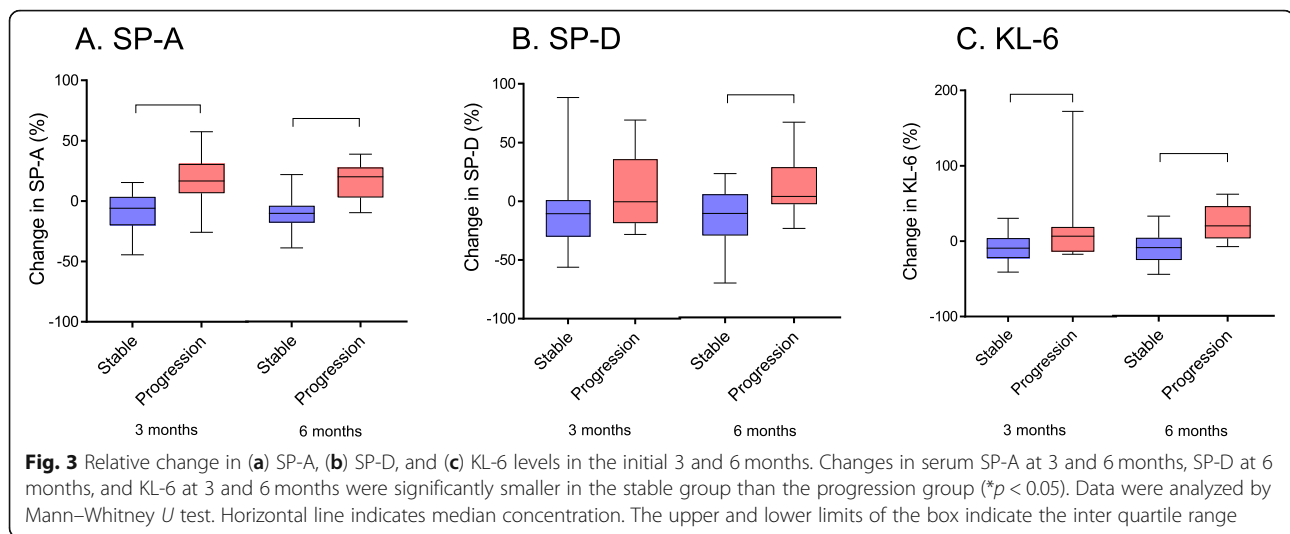 A. SP-A
B. SP-D
C. KL-6
Change in SP-A (%)
100
50
0
-50
-100
Stable
Progression
Stable
Progression
3 months
6 months
Change in SP-D (%)
100
50
0
-50
-100
Stable
Progression
Stable
Progression
3 months
6 months
Change in KL-6 (%)
200
100
0
-100
Stable
Progression
Stable
Progression
3 months
6 months
Fig. 3 Relative change in (a) SP-A, (b) SP-D, and (c) KL-6 levels in the initial 3 and 6 months. Changes in serum SP-A at 3 and 6 months, SP-D at 6
months, and KL-6 at 3 and 6 months were significantly smaller in the stable group than the progression group (*p < 0.05). Data were analyzed by
Mann–Whitney U test. Horizontal line indicates median concentration. The upper and lower limits of the box indicate the inter quartile range